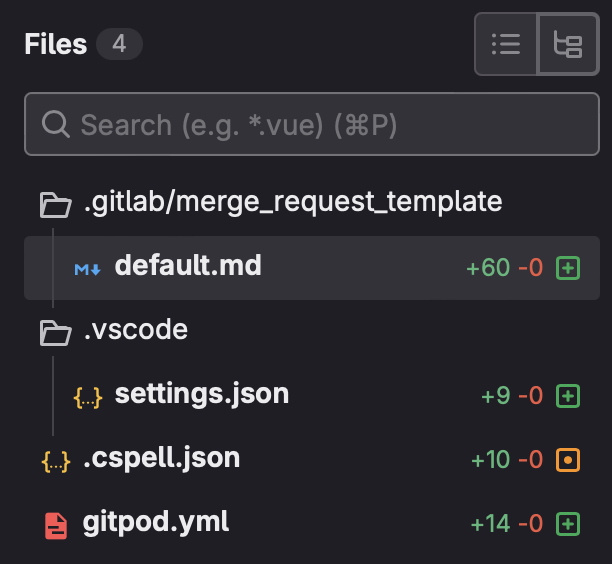 Files 4
Search (e.g. *.vue) (⌘P)
.gitlab/merge_request_template
M↓ default.md +60 -0
.vscode
{...} settings.json +9 -0
{...} .cspell.json +10 -0
gitpod.yml +14 -0